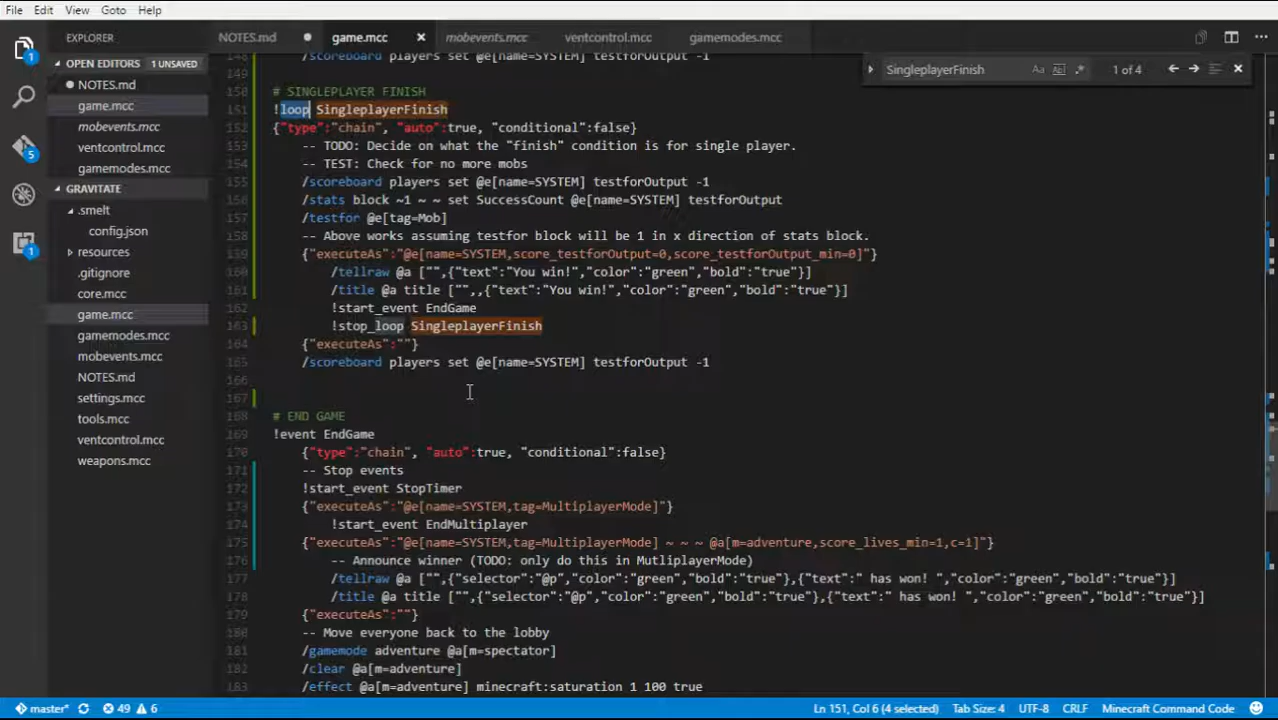 File Edit View Goto Help
EXPLORER
NOTES.md
game.mcc
mobevents.mcc
ventcontrol.mcc
gamemodes.mcc
OPEN EDITORS 1 UNSAVED
NOTES.md
game.mcc
mobevents.mcc
ventcontrol.mcc
gamemodes.mcc
GRAVITATE
.smelt
config.json
resources
.gitignore
core.mcc
game.mcc
gamemodes.mcc
mobevents.mcc
NOTES.md
settings.mcc
tools.mcc
ventcontrol.mcc
weapons.mcc
1
5
1
SingleplayerFinish Aa Abl .* 1 of 4
148 /scoreboard players set @e[name=SYSTEM] testforOutput -1
149
150 # SINGLEPLAYER FINISH
151 !loop SingleplayerFinish
152 {"type":"chain", "auto":true, "conditional":false}
153 -- TODO: Decide on what the "finish" condition is for single player.
154 -- TEST: Check for no more mobs
155 /scoreboard players set @e[name=SYSTEM] testforOutput -1
156 /stats block ~1 ~ ~ set SuccessCount @e[name=SYSTEM] testforOutput
157 /testfor @e[tag=Mob]
158 -- Above works assuming testfor block will be 1 in x direction of stats block.
159 {"executeAs":"@e[name=SYSTEM,score_testforOutput=0,score_testforOutput_min=0]"}
160 /tellraw @a ["",{"text":"You win!","color":"green","bold":"true"}]
161 /title @a title ["",,{"text":"You win!","color":"green","bold":"true"}]
162 !start_event EndGame
163 !stop_loop SingleplayerFinish
164 {"executeAs":""}
165 /scoreboard players set @e[name=SYSTEM] testforOutput -1
166
167
168 # END GAME
169 !event EndGame
170 {"type":"chain", "auto":true, "conditional":false}
171 -- Stop events
172 !start_event StopTimer
173 {"executeAs":"@e[name=SYSTEM,tag=MultiplayerMode]"}
174 !start_event EndMultiplayer
175 {"executeAs":"@e[name=SYSTEM,tag=MultiplayerMode] ~ ~ ~ @a[m=adventure,score_lives_min=1,c=1]"}
176 -- Announce winner (TODO: only do this in MutliplayerMode)
177 /tellraw @a ["",{"selector":"@p","color":"green","bold":"true"},{"text":" has won! ","color":"green","bold":"true"}]
178 /title @a title ["",{"selector":"@p","color":"green","bold":"true"},{"text":" has won! ","color":"green","bold":"true"}]
179 {"executeAs":""}
180 -- Move everyone back to the lobby
181 /gamemode adventure @a[m=spectator]
182 /clear @a[m=adventure]
183 /effect @a[m=adventure] minecraft:saturation 1 100 true
master* 49 6 Ln 151, Col 6 (4 selected) Tab Size: 4 UTF-8 CRLF Minecraft Command Code